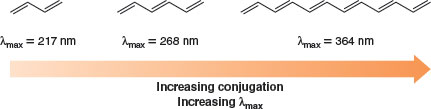 λmax = 217 nm λmax = 268 nm λmax = 364 nm
Increasing conjugation
Increasing λmax